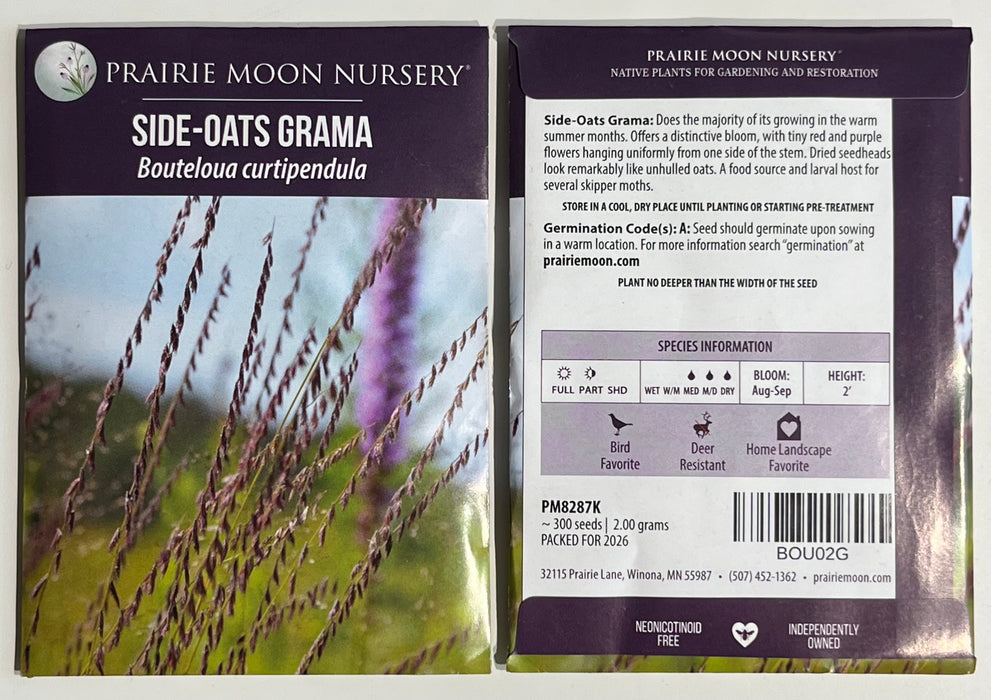 PRAIRIE MOON NURSERY®
SIDE-OATS GRAMA
Bouteloua curtipendula
PRAIRIE MOON NURSERY®
NATIVE PLANTS FOR GARDENING AND RESTORATION
Side-Oats Grama: Does the majority of its growing in the warm
summer months. Offers a distinctive bloom, with tiny red and purple
flowers hanging uniformly from one side of the stem. Dried seedheads
look remarkably like unhulled oats. A food source and larval host for
several skipper moths.
STORE IN A COOL, DRY PLACE UNTIL PLANTING OR STARTING PRE-TREATMENT
Germination Code(s): A: Seed should germinate upon sowing
in a warm location. For more information search "germination" at
prairiemoon.com
PLANT NO DEEPER THAN THE WIDTH OF THE SEED
SPECIES INFORMATION
FULL PART SHD
WET W/M MED M/D DRY
BLOOM:
Aug-Sep
HEIGHT:
2'
Bird
Favorite
Deer
Resistant
Home Landscape
Favorite
PM8287K
~ 300 seeds | 2.00 grams
PACKED FOR 2026
BOU02G
32115 Prairie Lane, Winona, MN 55987 • (507) 452-1362 • prairiemoon.com
NEONICOTINOID
FREE
INDEPENDENTLY
OWNED